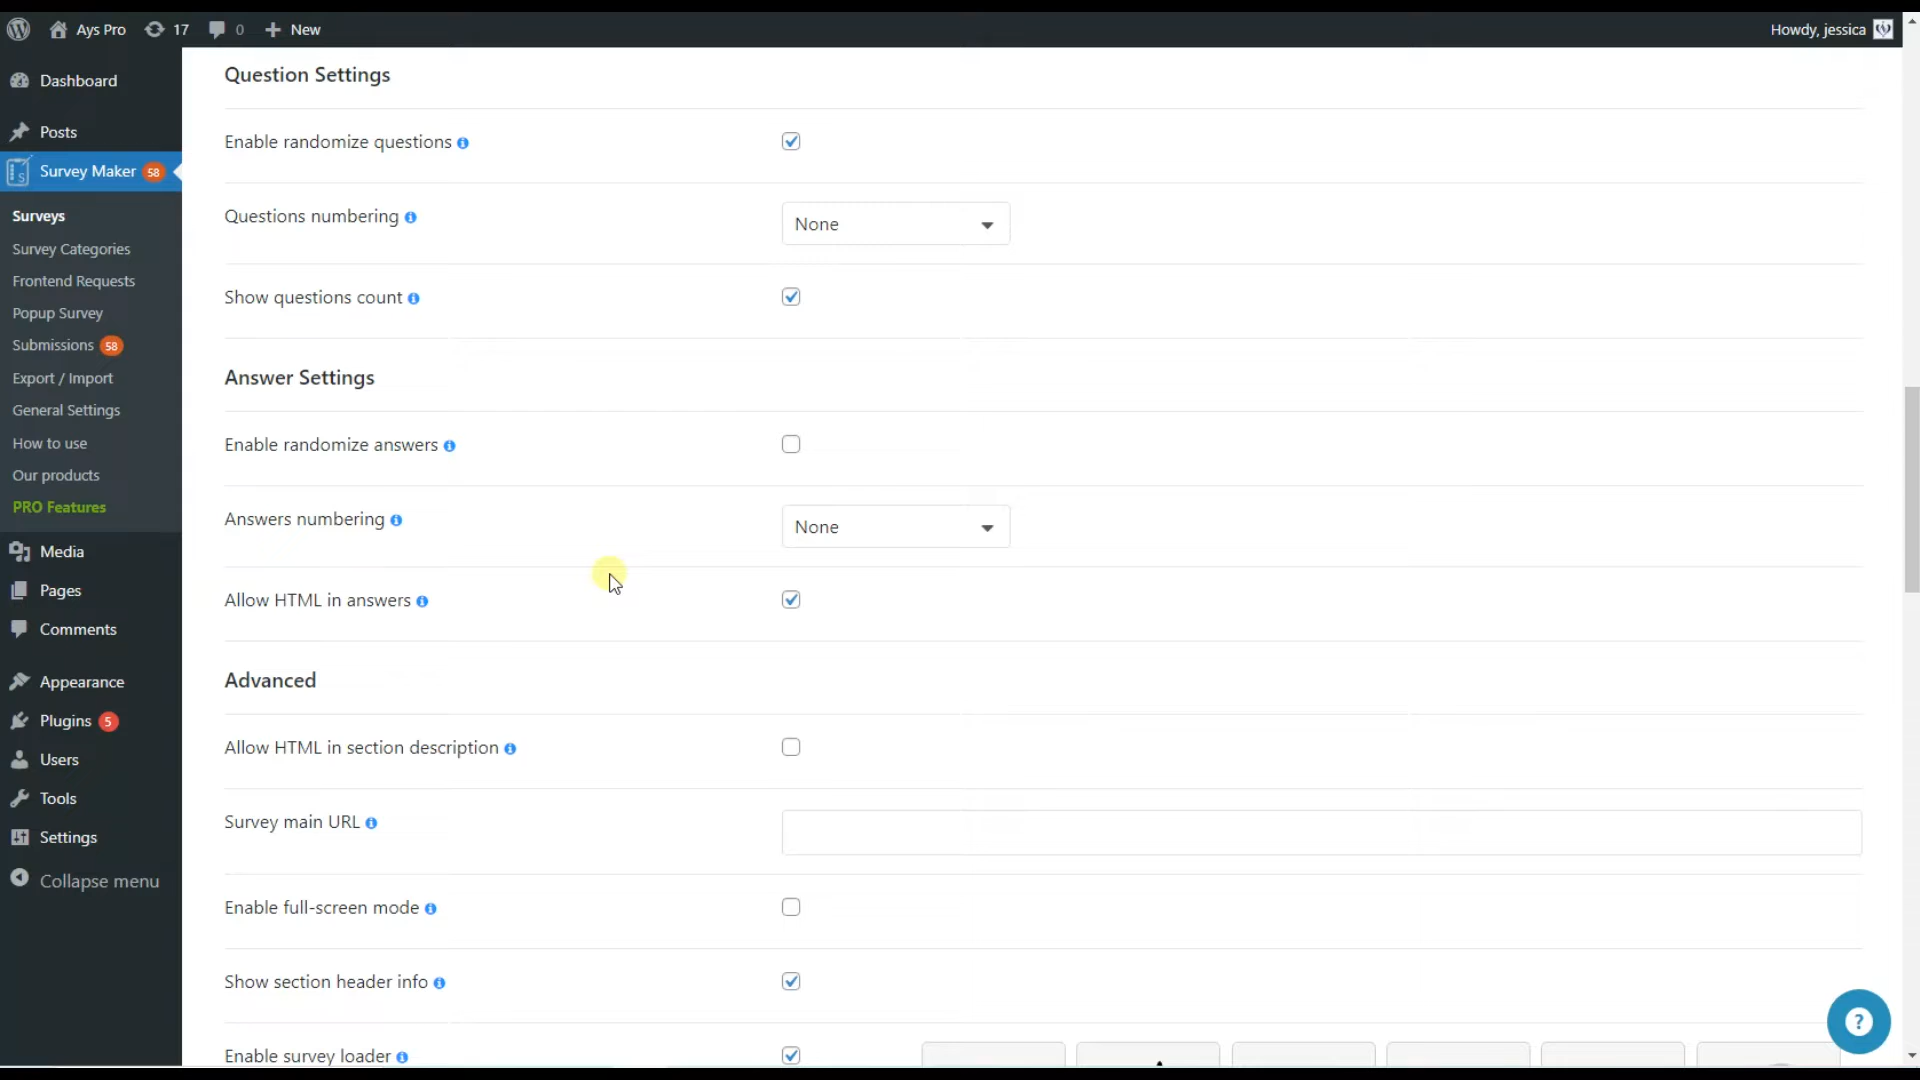 Ays Pro 17 0 New Howdy, jessica
Dashboard
Posts
Survey Maker 58
Surveys
Survey Categories
Frontend Requests
Popup Survey
Submissions 58
Export / Import
General Settings
How to use
Our products
PRO Features
Media
Pages
Comments
Appearance
Plugins 5
Users
Tools
Settings
Collapse menu
Question Settings
Enable randomize questions
Questions numbering None
Show questions count
Answer Settings
Enable randomize answers
Answers numbering None
Allow HTML in answers
Advanced
Allow HTML in section description
Survey main URL
Enable full-screen mode
Show section header info
Enable survey loader
?